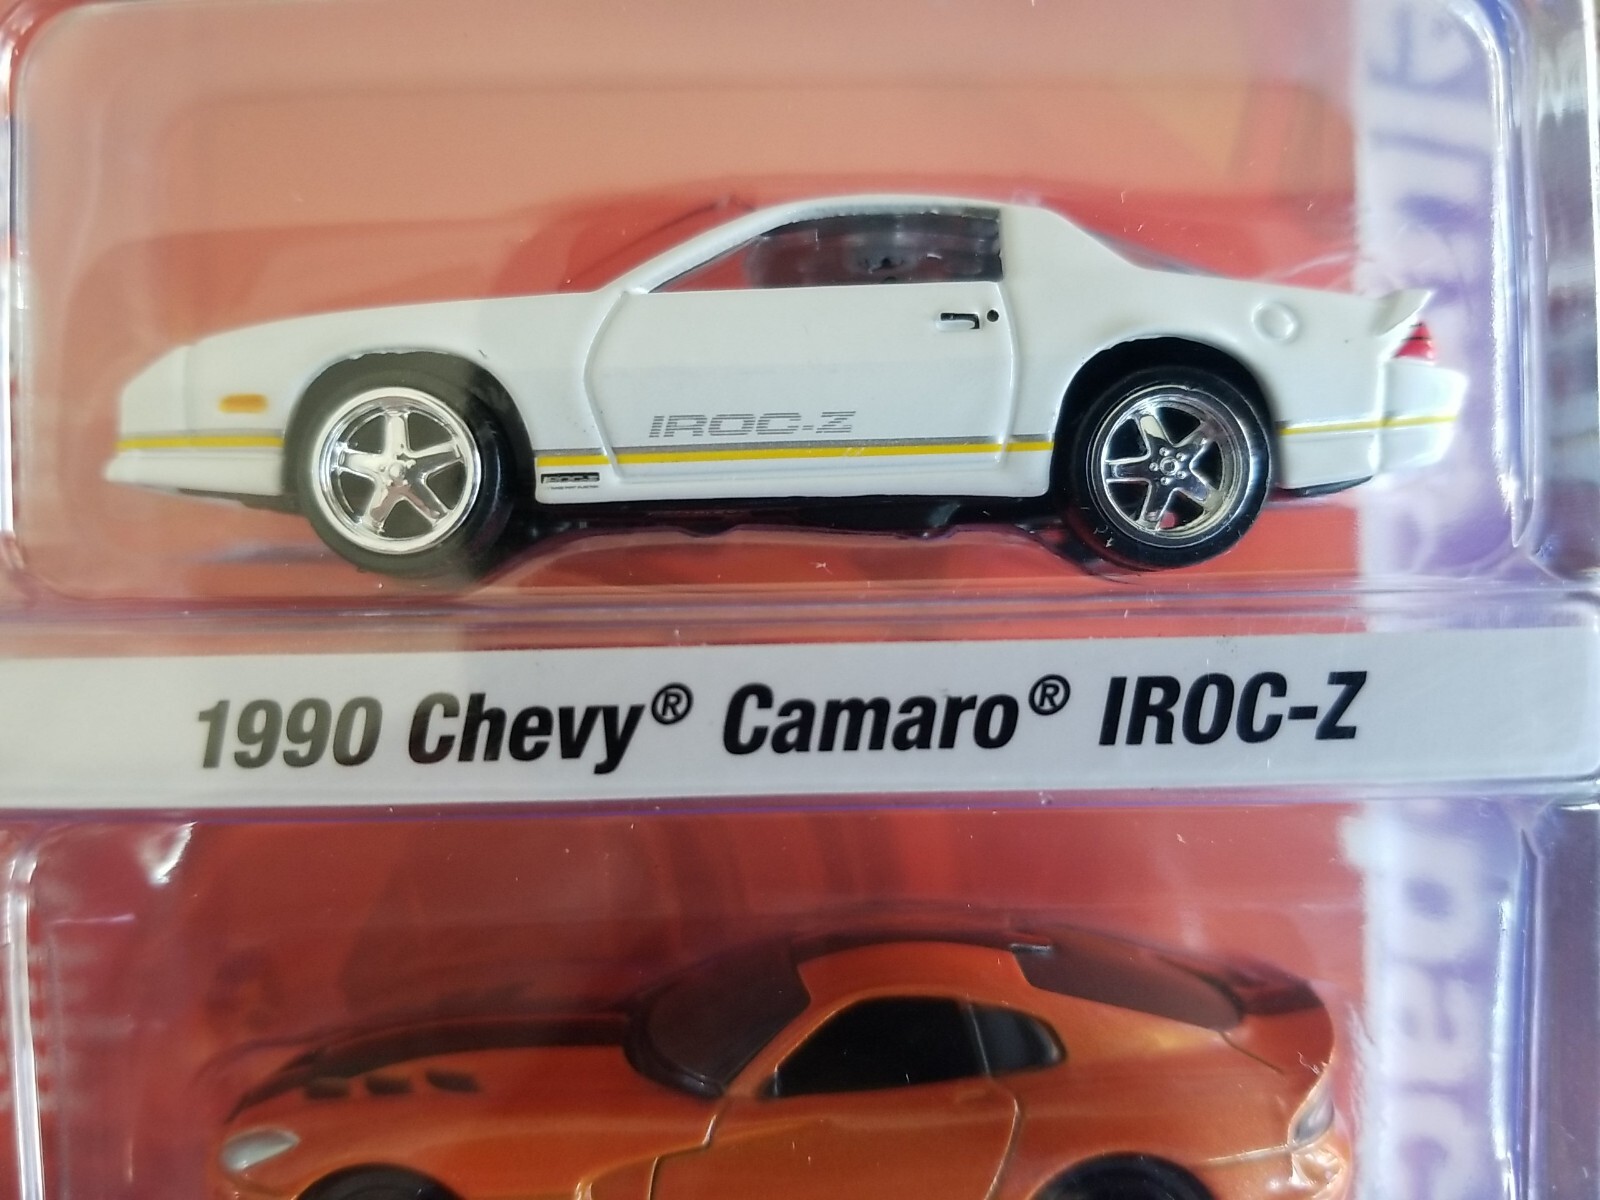 IROC-Z
1990 Chevy® Camaro® IROC-Z